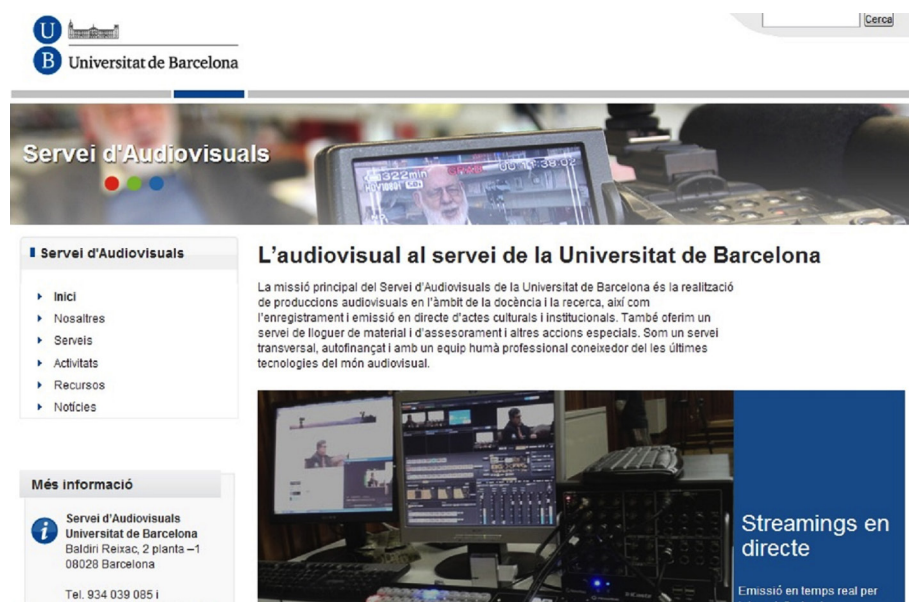 U
B Universitat de Barcelona
Cerca
Servei d'Audiovisuals
322min
00:11:38:02
Servei d'Audiovisuals
Inici
Nosaltres
Serveis
Activitats
Recursos
Notícies
Més informació
Servei d'Audiovisuals
Universitat de Barcelona
Baldiri Reixac, 2 planta –1
08028 Barcelona
Tel. 934 039 085 i
L'audiovisual al servei de la Universitat de Barcelona
La missió principal del Servei d'Audiovisuals de la Universitat de Barcelona és la realització
de produccions audiovisuals en l'àmbit de la docència i la recerca, així com
l'enregistrament i emissió en directe d'actes culturals i institucionals. També oferim un
servei de lloguer de material i d'assesorament i altres accions especials. Som un servei
transversal, autofinançat i amb un equip humà professional coneixedor del les últimes
tecnologies del món audiovisual.
Streamings en
directe
Emissió en temps real per